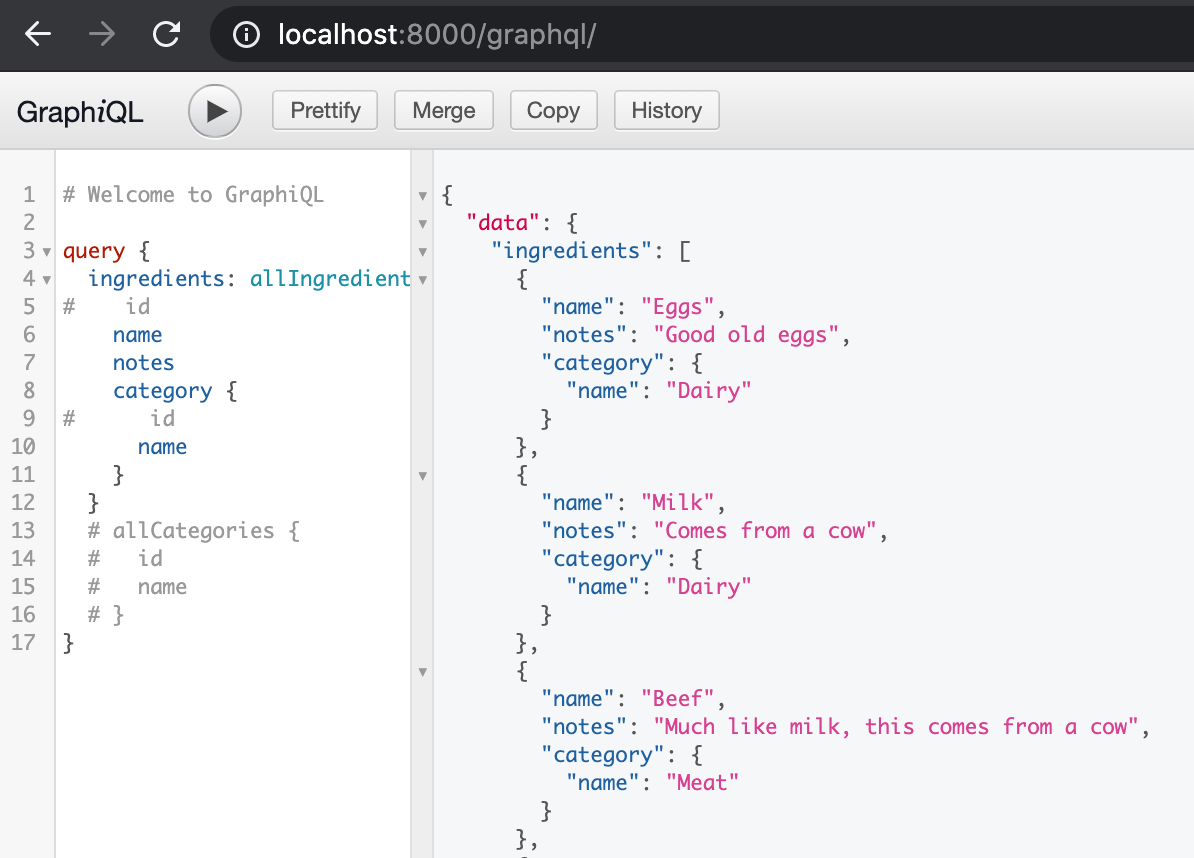 localhost:8000/graphql/
GraphiQL
Prettify
Merge
Copy
History
1 # Welcome to GraphiQL
2
3 query {
4 ingredients: allIngredient
5 # id
6 name
7 notes
8 category {
9 # id
10 name
11 }
12 }
13 # allCategories {
14 # id
15 # name
16 # }
17 }
{
"data": {
"ingredients": [
{
"name": "Eggs",
"notes": "Good old eggs",
"category": {
"name": "Dairy"
}
},
{
"name": "Milk",
"notes": "Comes from a cow",
"category": {
"name": "Dairy"
}
},
{
"name": "Beef",
"notes": "Much like milk, this comes from a cow",
"category": {
"name": "Meat"
}
},